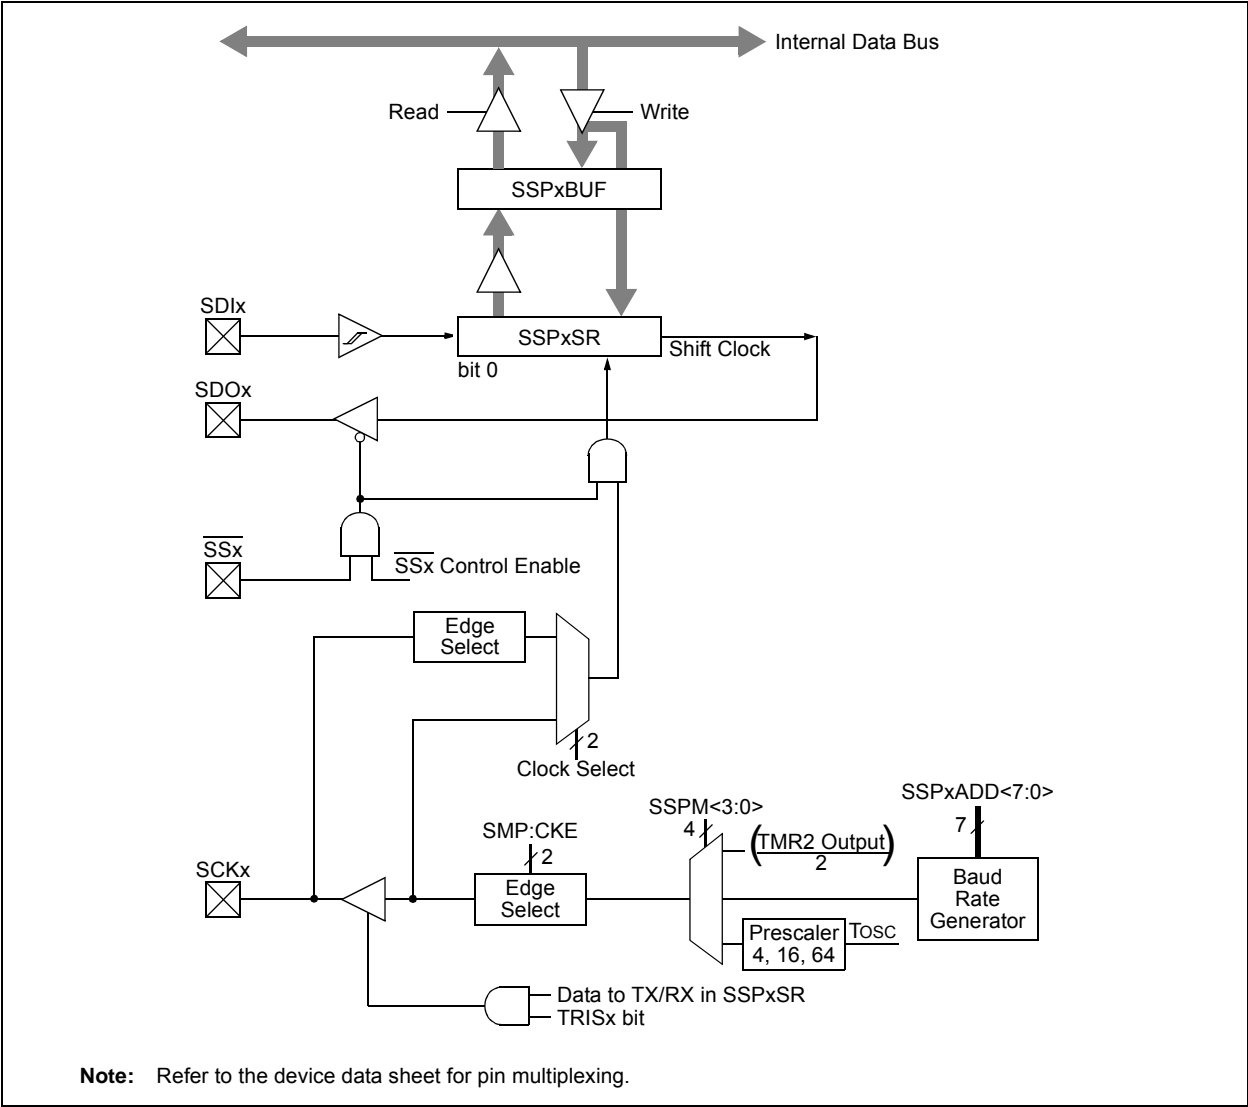 Internal Data Bus
Read
Write
SSPxBUF
SDIx
SSPxSR
Shift Clock
bit 0
SDOx
SSx
SSx Control Enable
Edge
Select
2
Clock Select
SSPxADD<7:0>
SSPM<3:0>
4
7
SMP:CKE
2
(TMR2 Output)
2
SCKx
Edge
Select
Baud
Rate
Generator
Prescaler
4, 16, 64
TOSC
Data to TX/RX in SSPxSR
TRISx bit
Note: Refer to the device data sheet for pin multiplexing.